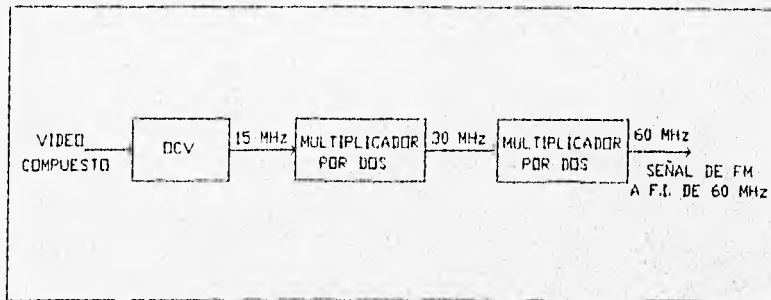 VIDEO
COMPUESTO
OCV
15 MHz
MULTIPLICADOR
POR DOS
30 MHz
MULTIPLICADOR
POR DOS
60 MHz
SEÑAL DE FM
A F.I. DE 60 MHz